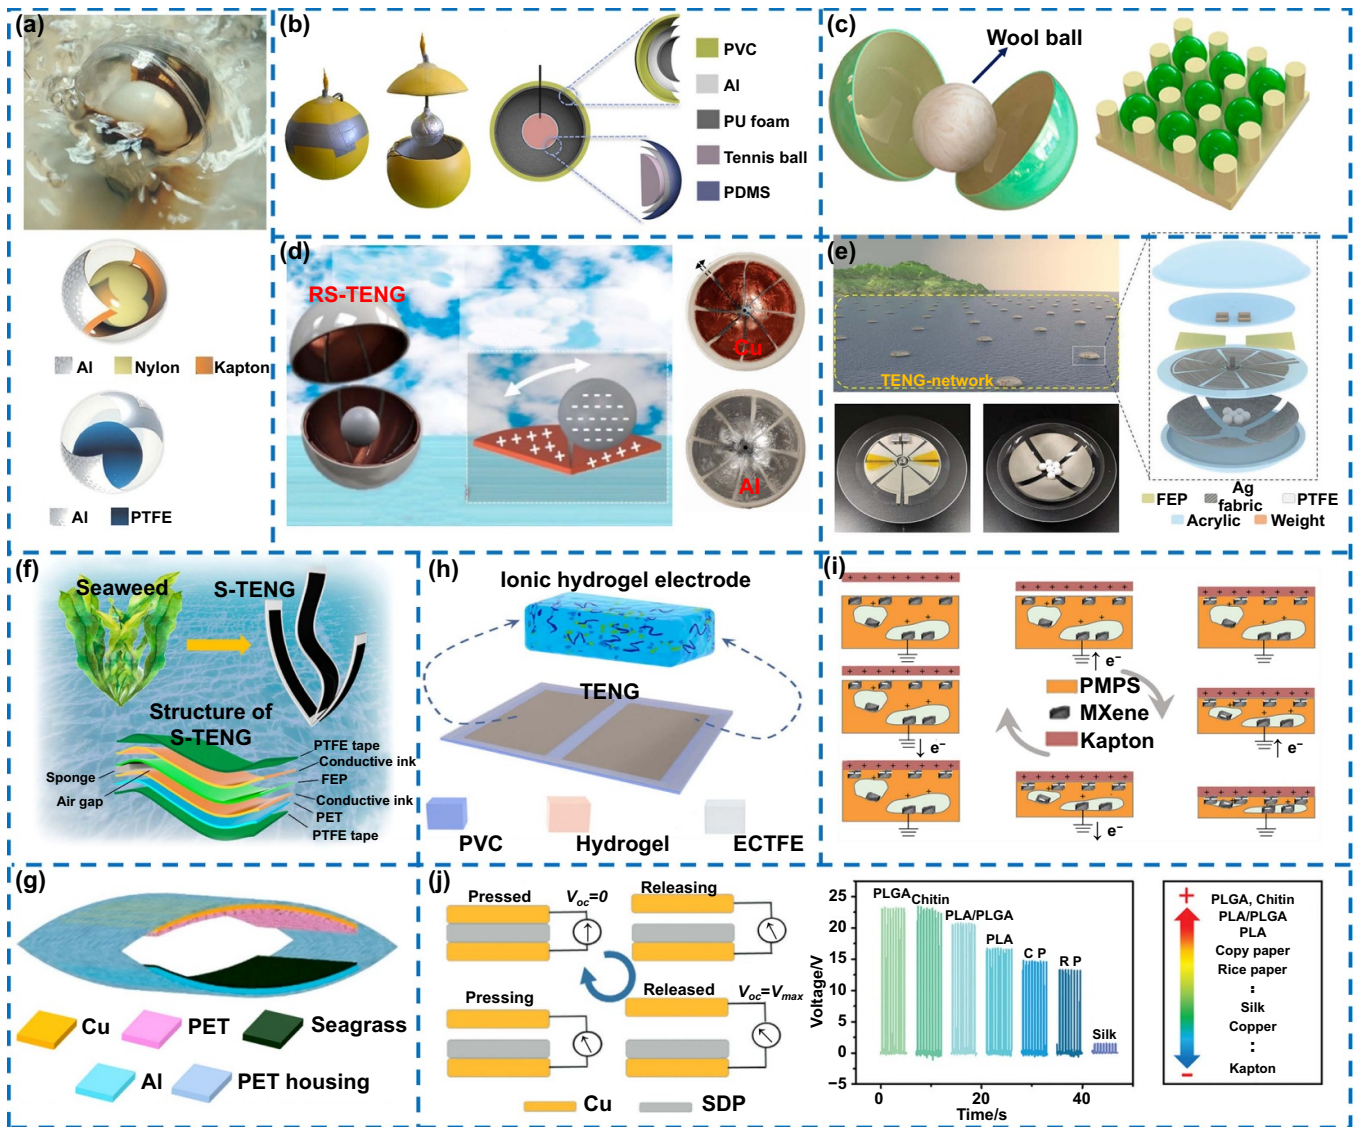 (a)
Al
Nylon
Kapton
Al
PTFE
(b)
PVC
Al
PU foam
Tennis ball
PDMS
(c)
Wool ball
(d)
RS-TENG
Cu
Al
(e)
TENG-network
FEP
Ag fabric
PTFE
Acrylic
Weight
(f)
Seaweed
S-TENG
Structure of
S-TENG
PTFE tape
Conductive ink
Sponge
FEP
Air gap
Conductive ink
PET
PTFE tape
(h)
Ionic hydrogel electrode
TENG
PVC
Hydrogel
ECTFE
(i)
e⁻
PMPS
MXene
Kapton
e⁻
e⁻
e⁻
(g)
Cu
PET
Seagrass
Al
PET housing
(j)
Pressed
Voc=0
Releasing
Pressing
Released
Voc=Vmax
Cu
SDP
Voltage/V
25
20
15
10
5
0
−5
PLGA
Chitin
PLA/PLGA
PLA
C P
R P
Silk
0
20
40
Time/s
+
PLGA, Chitin
PLA/PLGA
PLA
Copy paper
Rice paper
:
Silk
Copper
:
Kapton
−